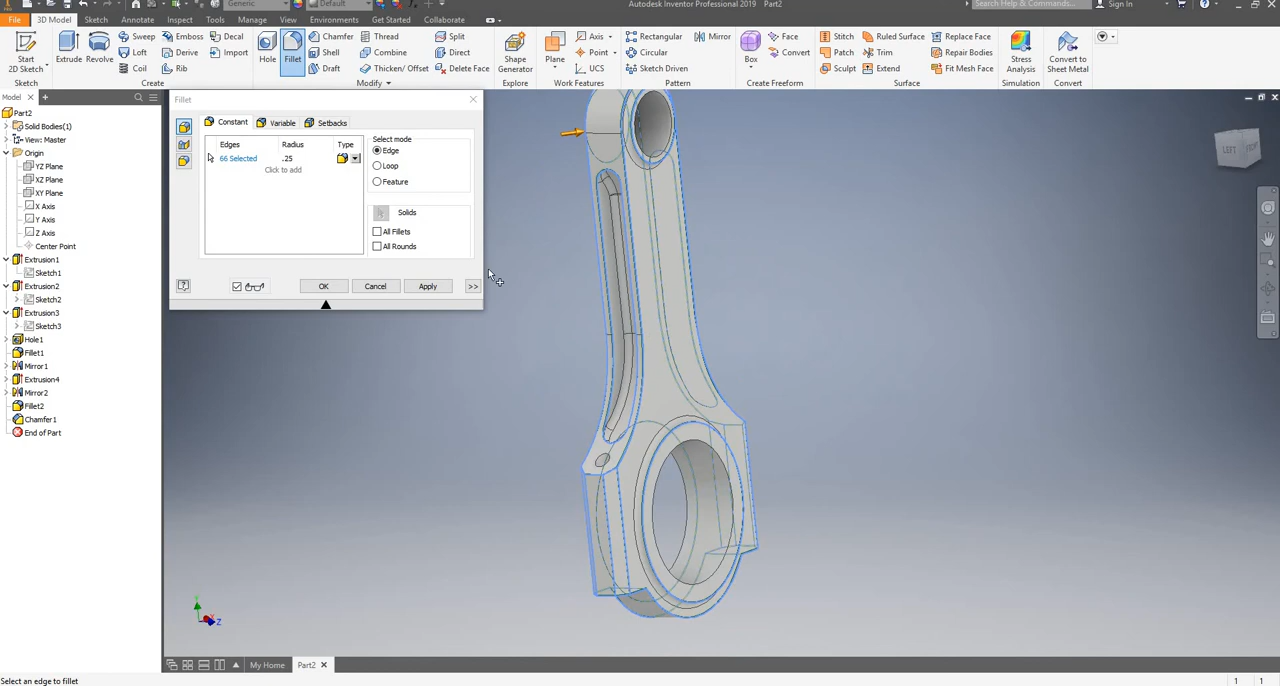 Generic Default Autodesk Inventor Professional 2019 Part2 Search Help & Commands... Sign In
File 3D Model Sketch Annotate Inspect Tools Manage View Environments Get Started Collaborate
Sweep Emboss Decal Chamfer Thread Split Axis Rectangular Mirror Face Stitch Ruled Surface Replace Face
Loft Derive Import Shell Combine Direct Point Circular Convert Patch Trim Repair Bodies
Start 2D Sketch Extrude Revolve Coil Rib Hole Fillet Draft Thicken/ Offset Delete Face Shape Generator Plane UCS Sketch Driven Box Sculpt Extend Fit Mesh Face Stress Analysis Convert to Sheet Metal
Sketch Create Modify Explore Work Features Pattern Create Freeform Surface Simulation Convert
Model
Part2
Solid Bodies(1)
View: Master
Origin
YZ Plane
XZ Plane
XY Plane
X Axis
Y Axis
Z Axis
Center Point
Extrusion1
Sketch1
Extrusion2
Sketch2
Extrusion3
Sketch3
Hole1
Fillet1
Mirror1
Extrusion4
Mirror2
Fillet2
Chamfer1
End of Part
Fillet
Constant Variable Setbacks
Edges Radius Type
66 Selected .25
Click to add
Select mode
Edge
Loop
Feature
Solids
All Fillets
All Rounds
OK Cancel Apply >>
LEFT
Z
My Home Part2
Select an edge to fillet 1 1